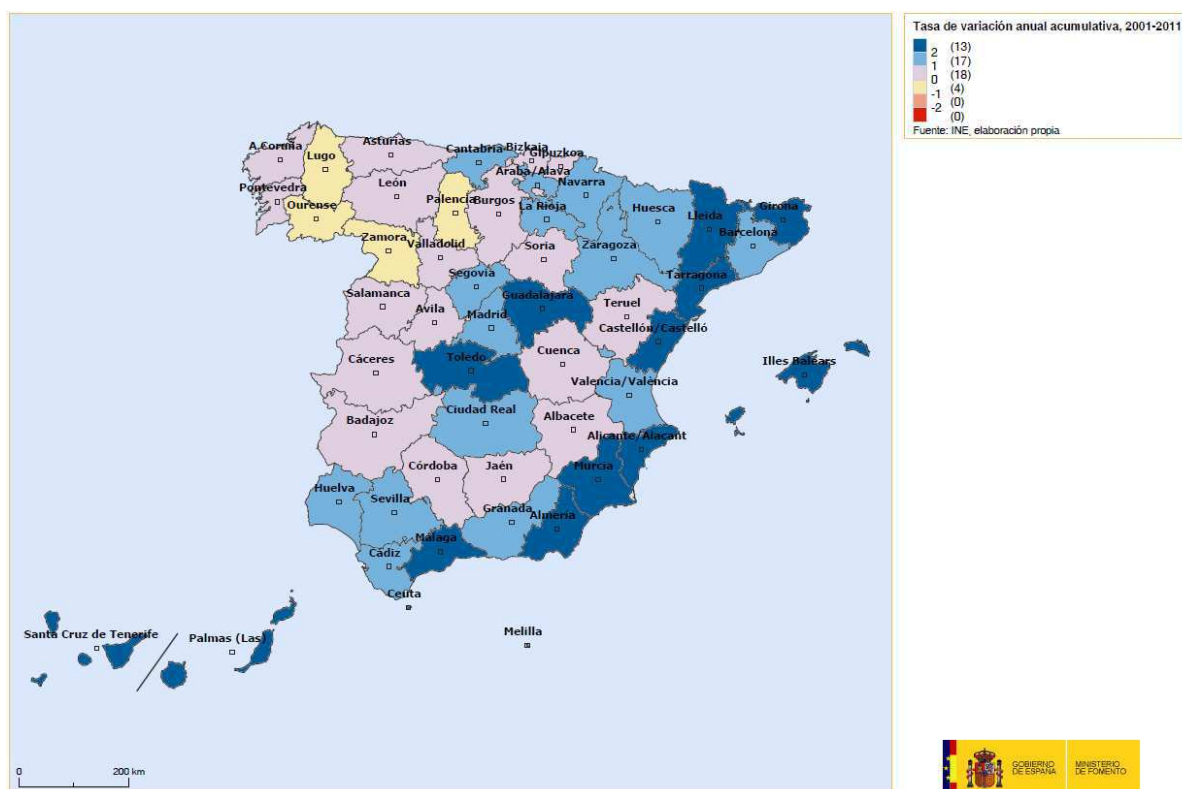 Tasa de variación anual acumulativa, 2001-2011
(13)
2
(17)
1
(18)
0
(4)
-1
(0)
-2
(0)
Fuente: INE, elaboración propia
A Coruña
Lugo
Asturias
Cantabria
Bizkaia
Gipuzkoa
Araba/Alava
Navarra
Pontevedra
Ourense
León
Palencia
Burgos
La Rioja
Huesca
Lleida
Girona
Barcelona
Zamora
Valladolid
Soria
Zaragoza
Tarragona
Segovia
Guadalajara
Salamanca
Avila
Madrid
Teruel
Castellón/Castelló
Cáceres
Toledo
Cuenca
Illes Balears
Valencia/València
Ciudad Real
Badajoz
Albacete
Alicante/Alacant
Córdoba
Jaén
Murcia
Huelva
Sevilla
Granada
Almería
Málaga
Cádiz
Ceuta
Melilla
Santa Cruz de Tenerife
Palmas (Las)
0
200 km
GOBIERNO
DE ESPAÑA
MINISTERIO
DE FOMENTO